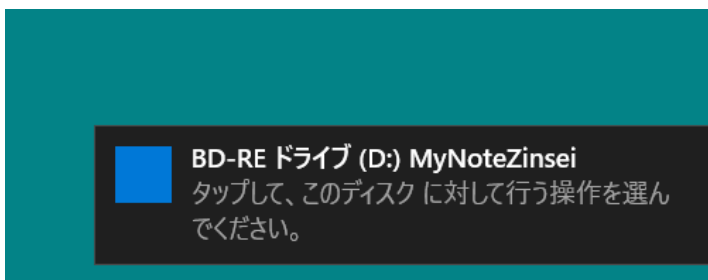 BD-RE ドライブ (D:) MyNoteZinsei
タップして、このディスク に対して行う操作を選ん
でください。